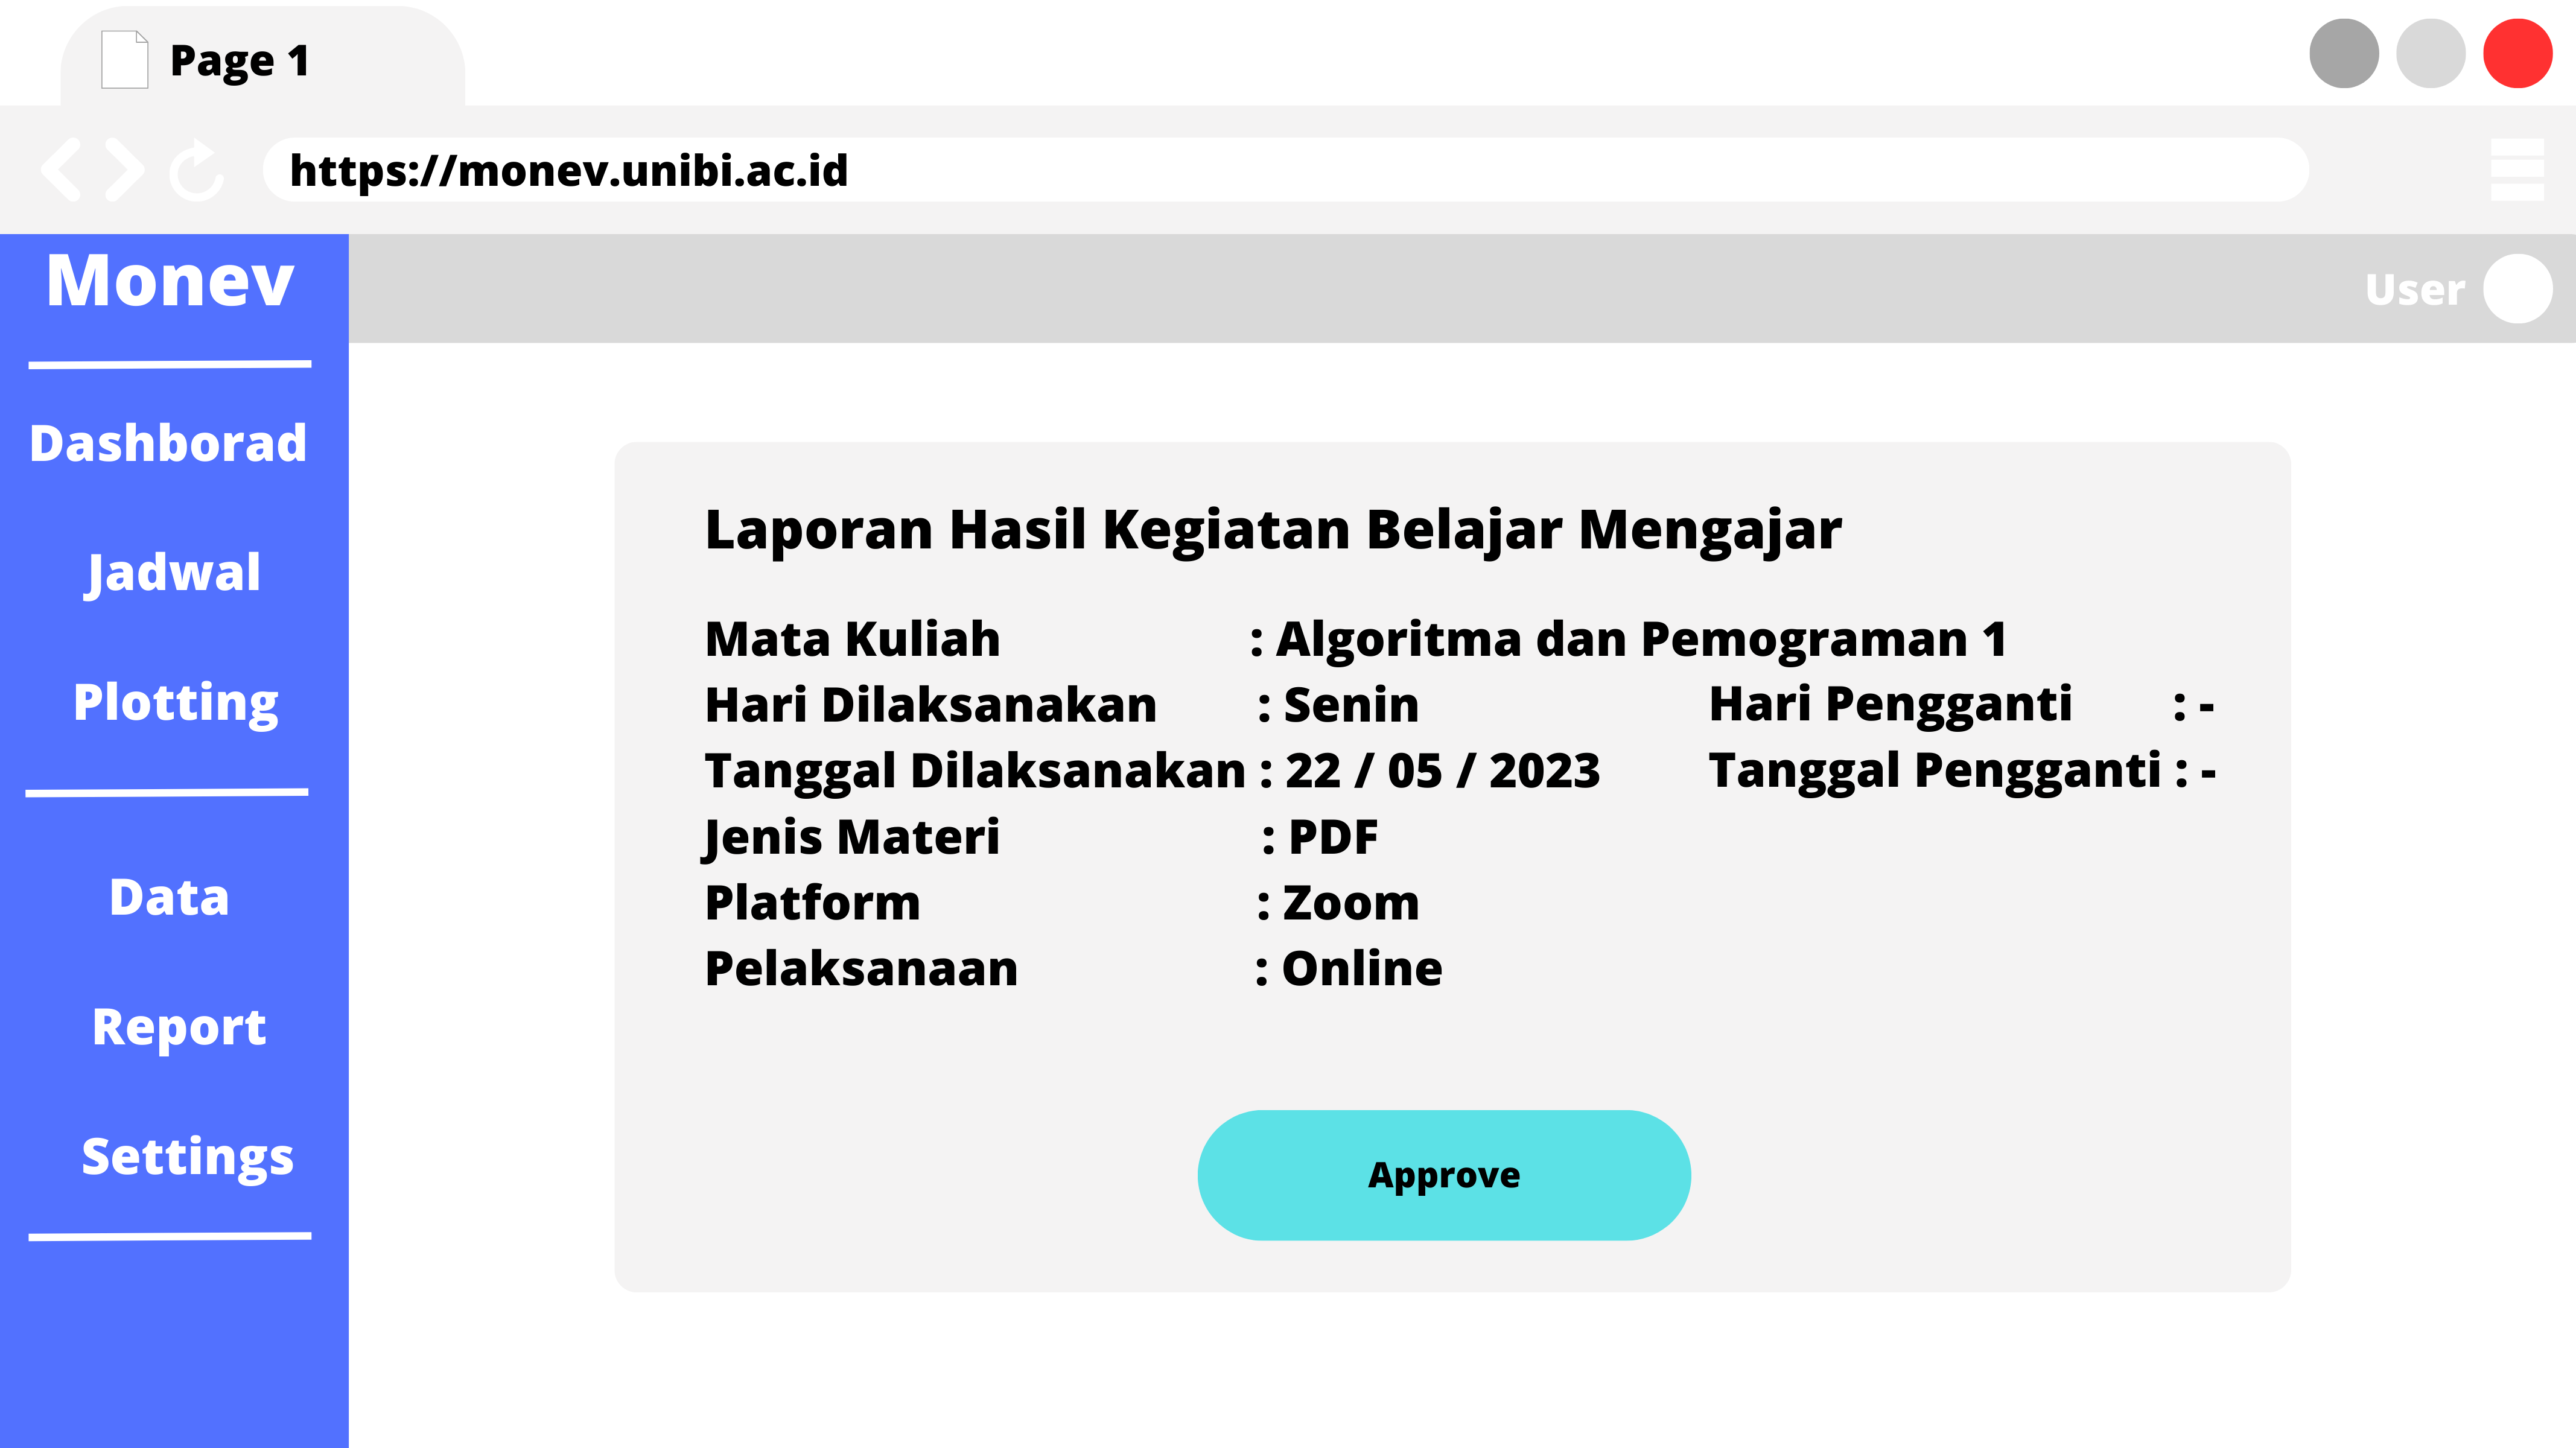 Page 1
https://monev.unibi.ac.id
Monev
User
Dashborad
Jadwal
Plotting
Data
Report
Settings
Laporan Hasil Kegiatan Belajar Mengajar
Mata Kuliah : Algoritma dan Pemograman 1
Hari Dilaksanakan : Senin Hari Pengganti : -
Tanggal Dilaksanakan : 22 / 05 / 2023 Tanggal Pengganti : -
Jenis Materi : PDF
Platform : Zoom
Pelaksanaan : Online
Approve